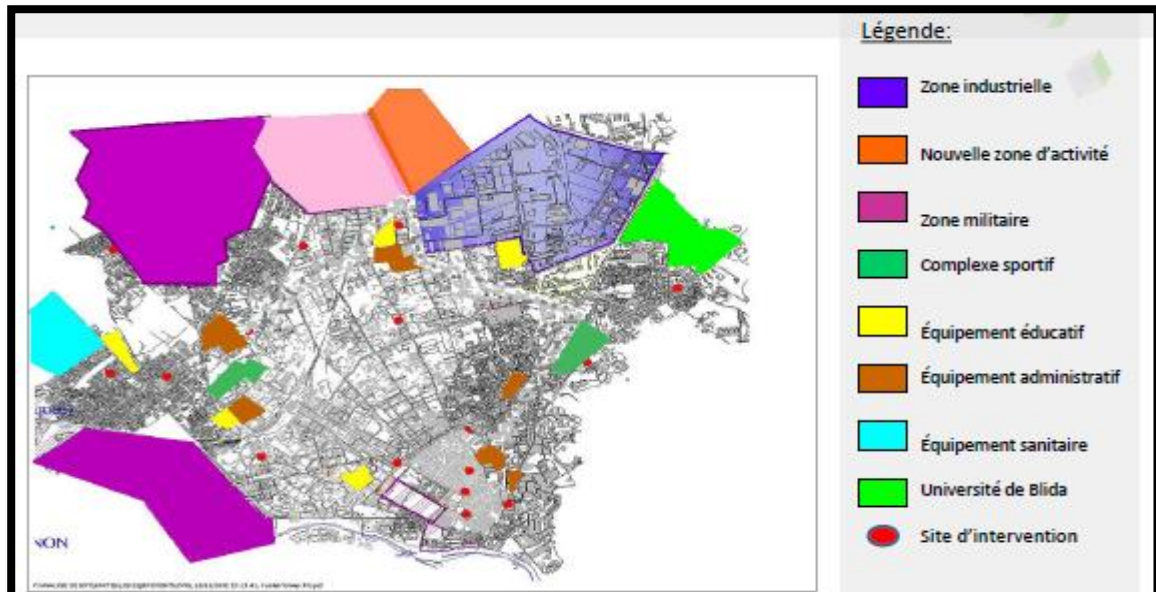 Légende:
Zone industrielle
Nouvelle zone d'activité
Zone militaire
Complexe sportif
Équipement éducatif
Équipement administratif
Équipement sanitaire
Université de Blida
Site d'intervention
NON